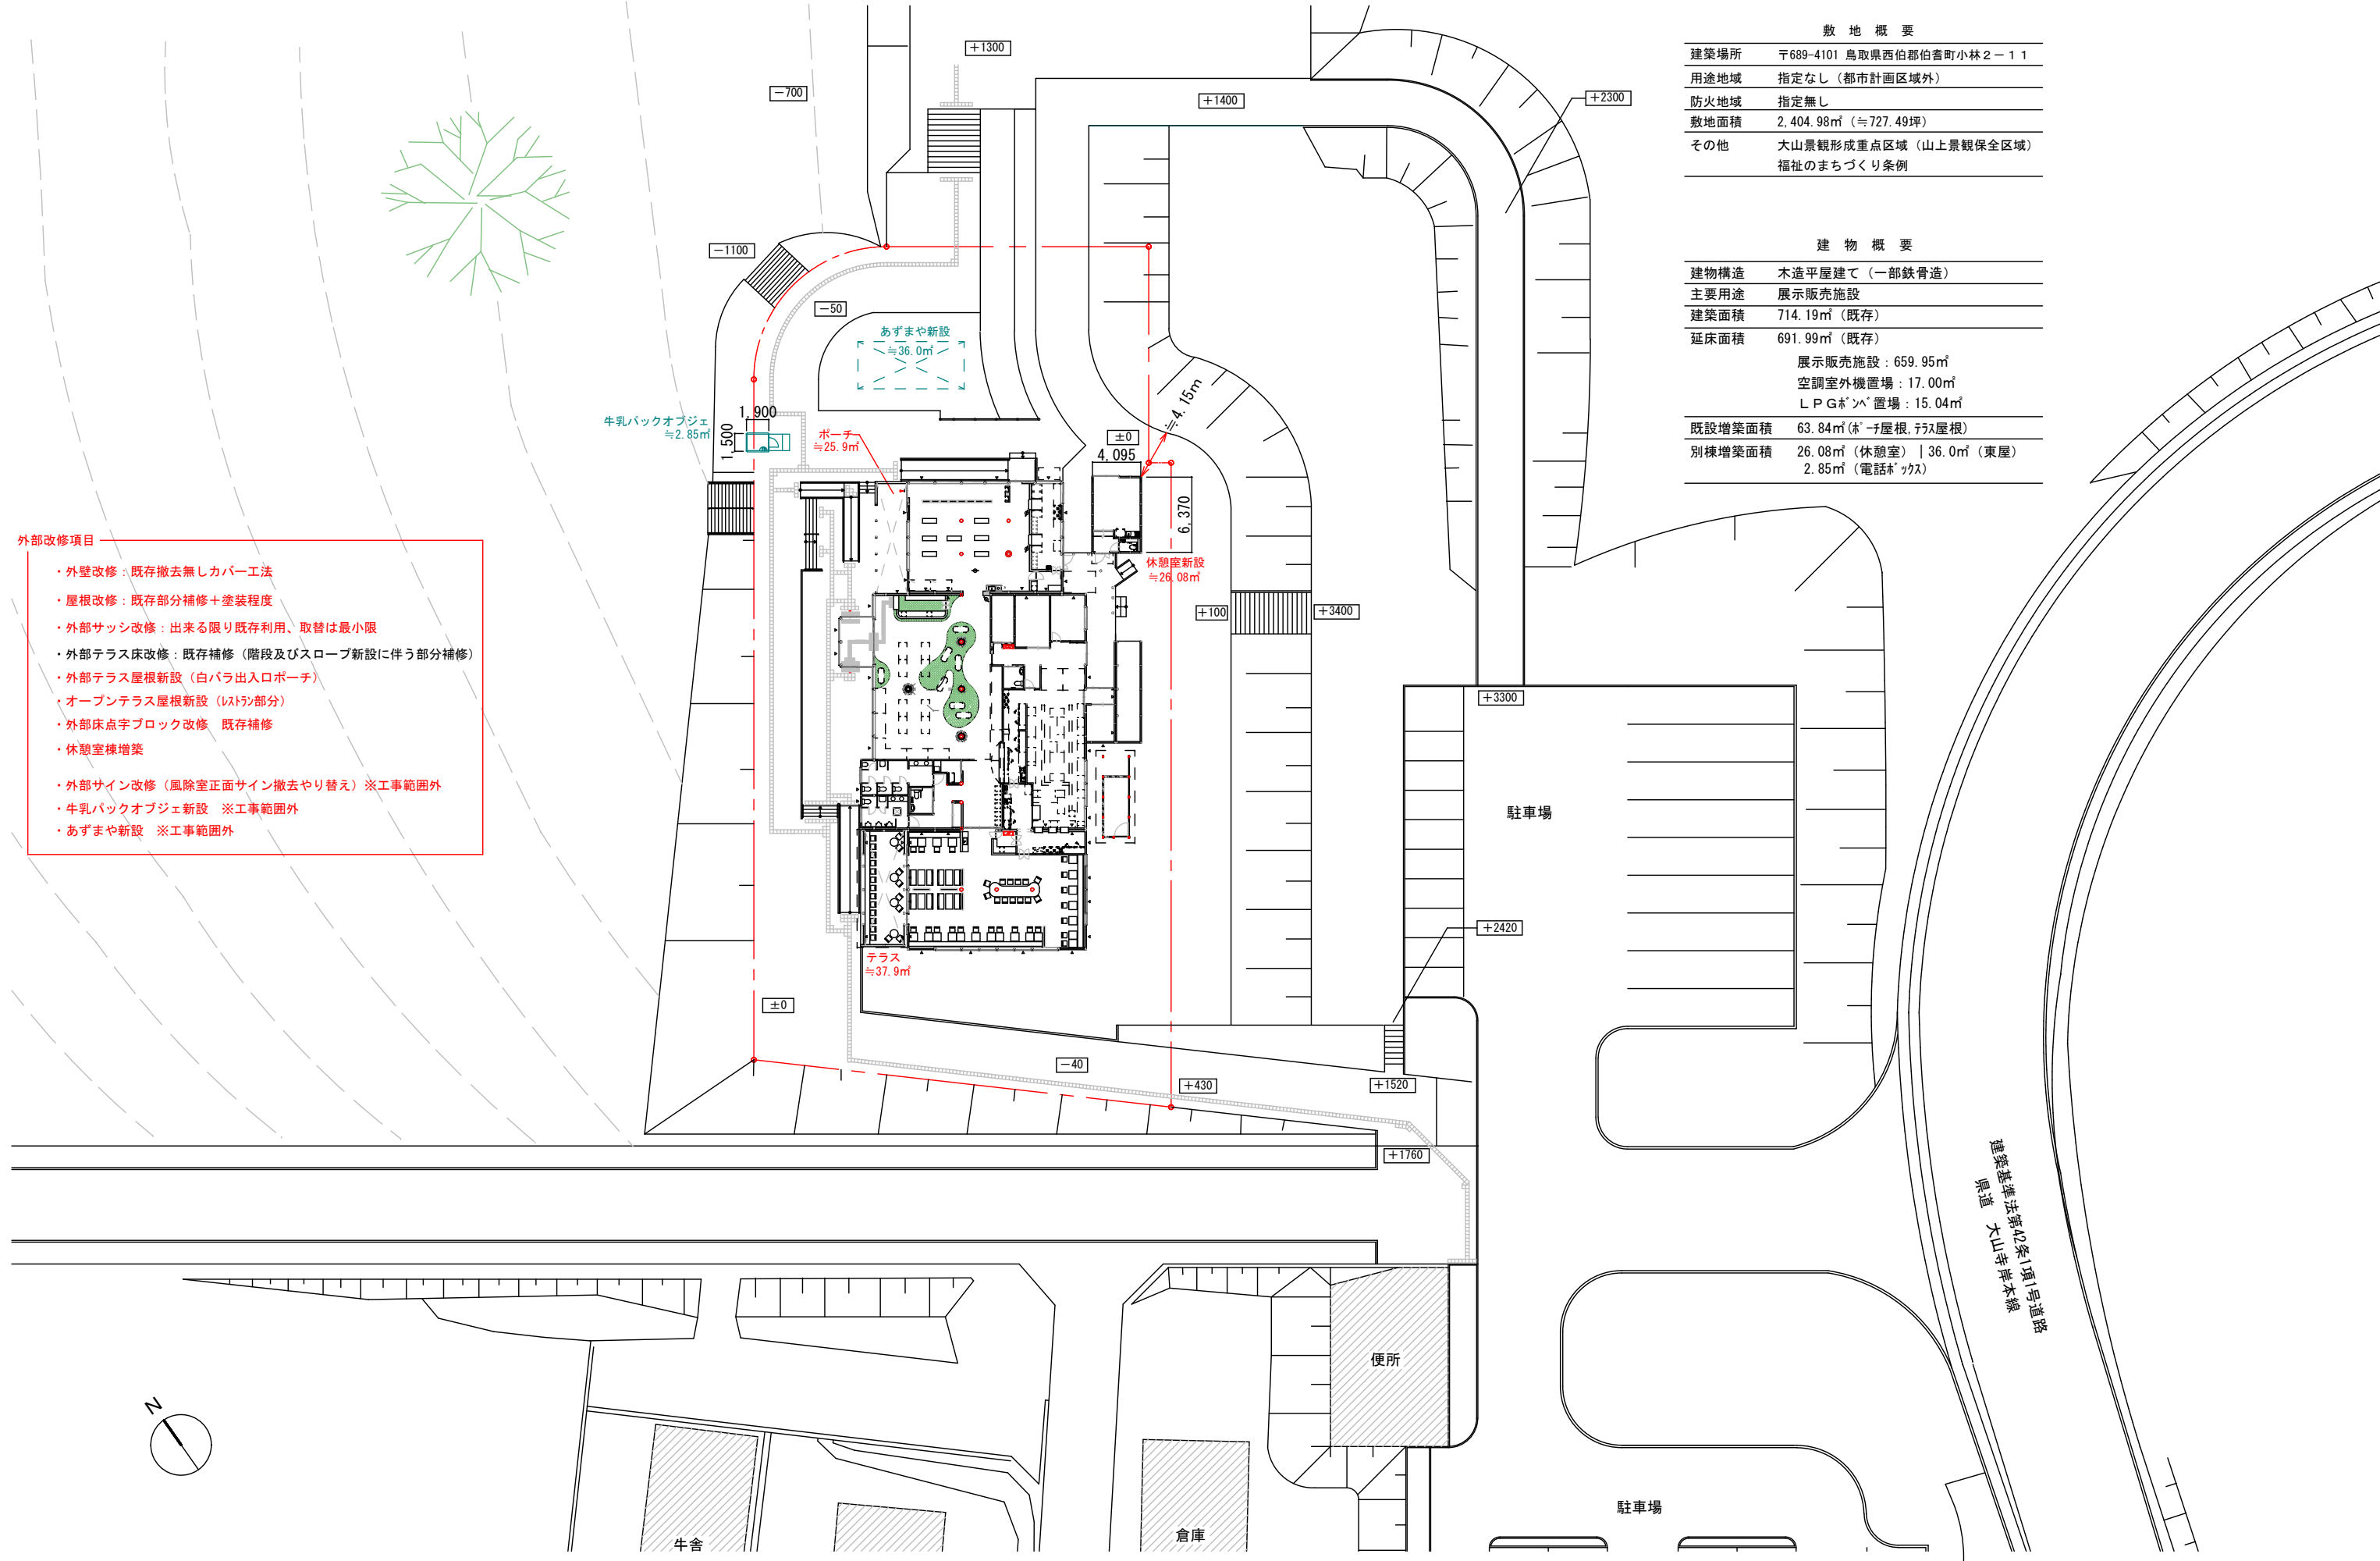 敷地概要
建築場所 〒689-4101 鳥取県西伯郡伯耆町小林2-11
用途地域 指定なし（都市計画区域外）
防火地域 指定無し
敷地面積 2,404.98㎡（≒727.49坪）
その他 大山景観形成重点区域（山上景観保全区域）
福祉のまちづくり条例
建物概要
建物構造 木造平屋建て（一部鉄骨造）
主要用途 展示販売施設
建築面積 714.19㎡（既存）
延床面積 691.99㎡（既存）
展示販売施設：659.95㎡
空調室外機置場：17.00㎡
LPGﾎﾞﾝﾍﾞ置場：15.04㎡
既設増築面積 63.84㎡(ﾎﾟｰﾁ屋根,ﾃﾗｽ屋根)
別棟増築面積 26.08㎡（休憩室）｜36.0㎡（東屋）
2.85㎡（電話ﾎﾞｯｸｽ）
+1300
-700
+1400
+2300
-1100
-50
あずまや新設
≒36.0㎡
牛乳パックオブジェ
≒2.85㎡
1,900
1,500
ポーチ
≒25.9㎡
≒4.15m
±0
4,095
6,370
休憩室新設
≒26.08㎡
+100
+3400
+3300
外部改修項目
・外壁改修：既存撤去無しカバー工法
・屋根改修：既存部分補修＋塗装程度
・外部サッシ改修：出来る限り既存利用、取替は最小限
・外部テラス床改修：既存補修（階段及びスロープ新設に伴う部分補修）
・外部テラス屋根新設（白バラ出入口ポーチ）
・オープンテラス屋根新設（ﾚｽﾄﾗﾝ部分）
・外部床点字ブロック改修　既存補修
・休憩室棟増築
・外部サイン改修（風除室正面サイン撤去やり替え）※工事範囲外
・牛乳パックオブジェ新設　※工事範囲外
・あずまや新設　※工事範囲外
駐車場
+2420
テラス
≒37.9㎡
±0
-40
+430
+1520
+1760
建築基準法第42条1項1号道路
県道　大山寺岸本線
便所
N
牛舎
倉庫
駐車場